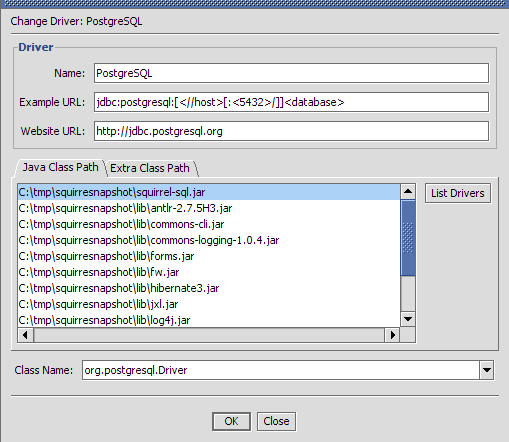 Change Driver: PostgreSQL
Driver
Name: PostgreSQL
Example URL: jdbc:postgresql:[<//host>[:<5432>/]]<database>
Website URL: http://jdbc.postgresql.org
Java Class Path Extra Class Path
C:\tmp\squirresnapshot\squirrel-sql.jar List Drivers
C:\tmp\squirresnapshot\lib\antlr-2.7.5H3.jar
C:\tmp\squirresnapshot\lib\commons-cli.jar
C:\tmp\squirresnapshot\lib\commons-logging-1.0.4.jar
C:\tmp\squirresnapshot\lib\forms.jar
C:\tmp\squirresnapshot\lib\fw.jar
C:\tmp\squirresnapshot\lib\hibernate3.jar
C:\tmp\squirresnapshot\lib\jxl.jar
C:\tmp\squirresnapshot\lib\log4j.jar
Class Name: org.postgresql.Driver
OK Close